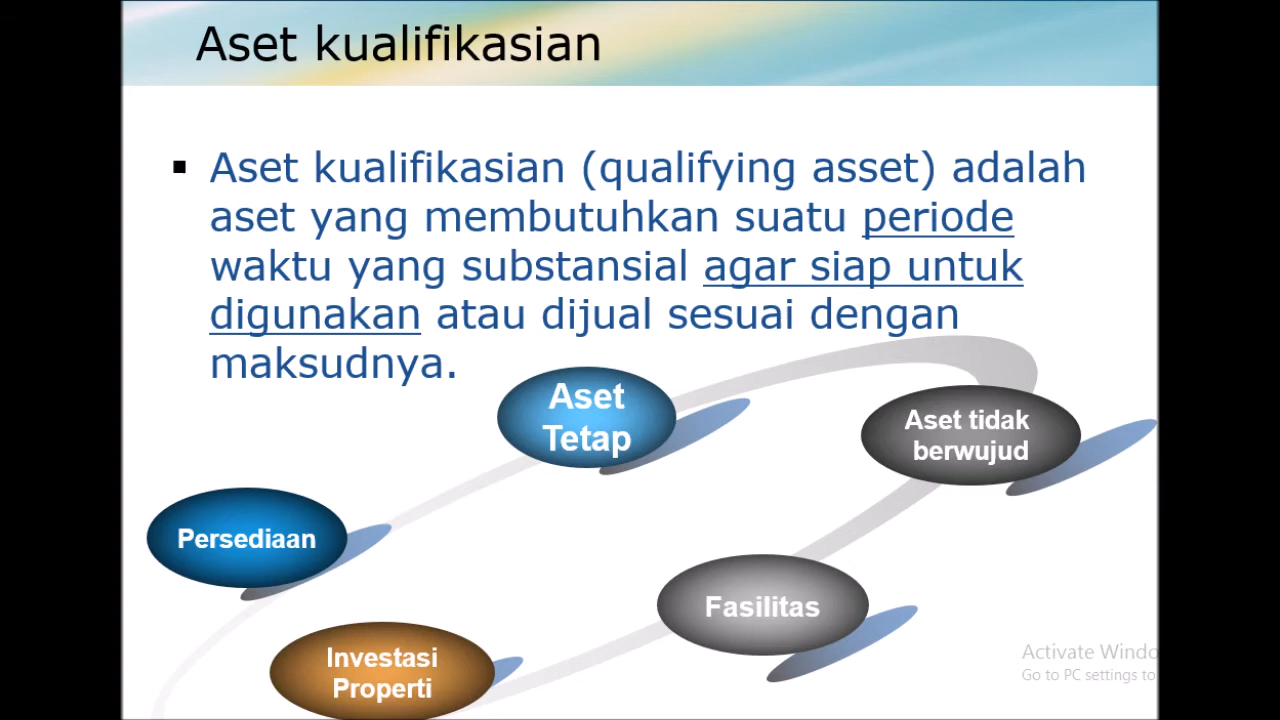 Aset kualifikasian
Aset kualifikasian (qualifying asset) adalah
aset yang membutuhkan suatu periode
waktu yang substansial agar siap untuk
digunakan atau dijual sesuai dengan
maksudnya.
Aset
Tetap
Aset tidak
berwujud
Persediaan
Fasilitas
Investasi
Properti
Activate Windo
Go to PC settings to